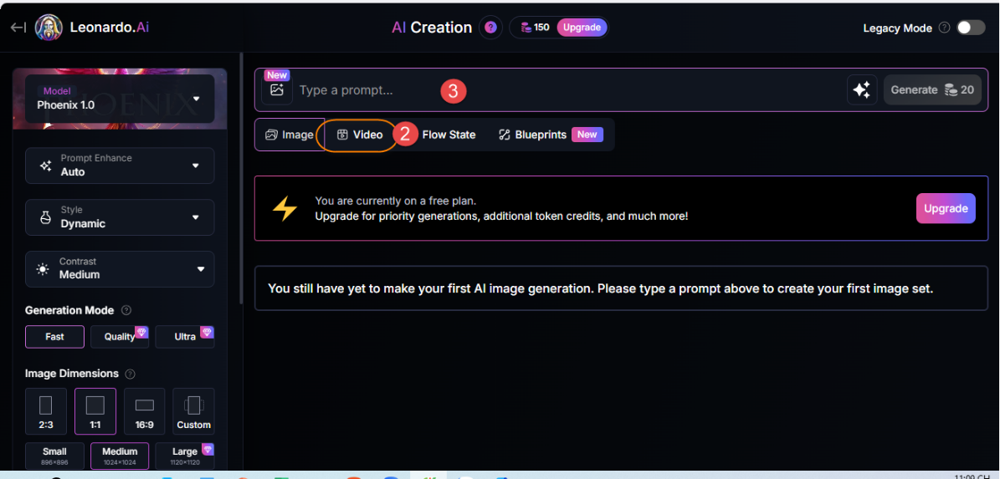 Leonardo.Ai
AI Creation ? 150 Upgrade
Legacy Mode ?
Model
Phoenix 1.0
PHOENIX
New
Type a prompt...
3
Generate 20
Image Video 2 Flow State Blueprints New
Prompt Enhance
Auto
Style
Dynamic
Contrast
Medium
You are currently on a free plan.
Upgrade for priority generations, additional token credits, and much more!
Upgrade
You still have yet to make your first AI image generation. Please type a prompt above to create your first image set.
Generation Mode ?
Fast Quality Ultra
Image Dimensions ?
2:3 1:1 16:9 Custom
Small Medium Large
896×896 1024×1024 1120×1120
11:09 CH